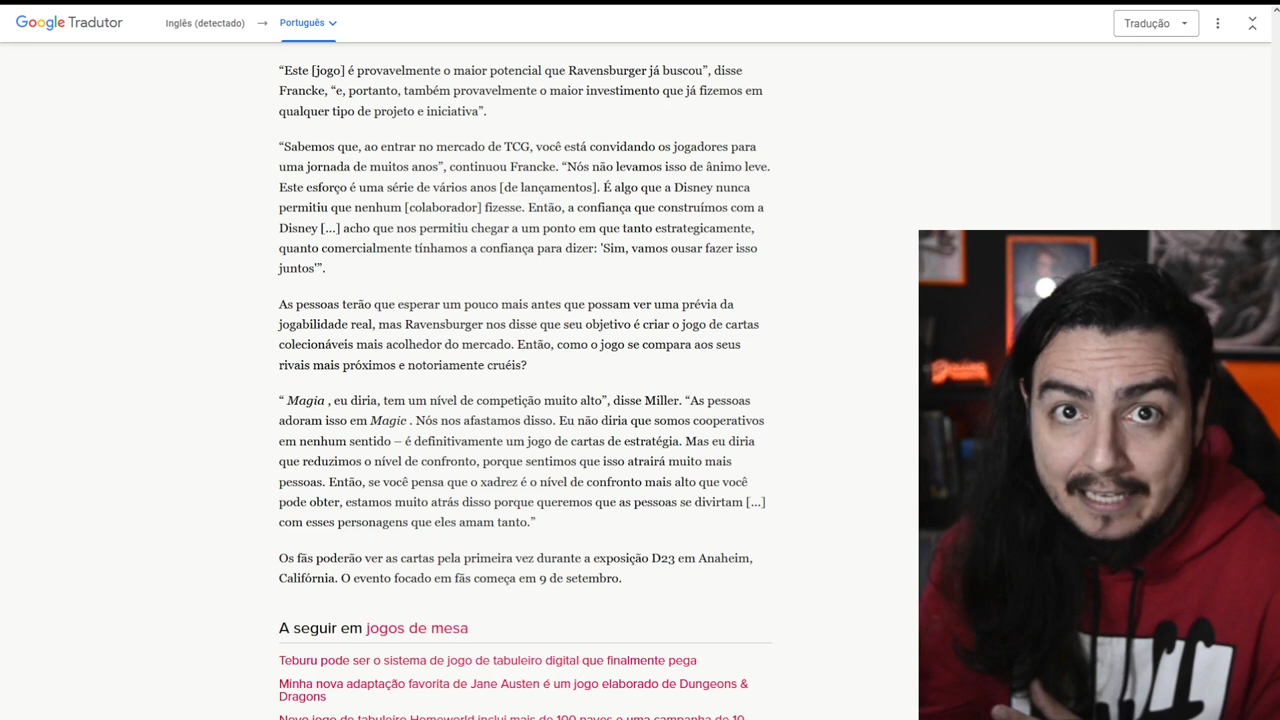 Google Tradutor
Inglês (detectado) → Português
Tradução
“Este [jogo] é provavelmente o maior potencial que Ravensburger já buscou”, disse
Francke, “e, portanto, também provavelmente o maior investimento que já fizemos em
qualquer tipo de projeto e iniciativa”.
“Sabemos que, ao entrar no mercado de TCG, você está convidando os jogadores para
uma jornada de muitos anos”, continuou Francke. “Nós não levamos isso de ânimo leve.
Este esforço é uma série de vários anos [de lançamentos]. É algo que a Disney nunca
permitiu que nenhum [colaborador] fizesse. Então, a confiança que construímos com a
Disney [...] acho que nos permitiu chegar a um ponto em que tanto estrategicamente,
quanto comercialmente tínhamos a confiança para dizer: 'Sim, vamos ousar fazer isso
juntos'”.
As pessoas terão que esperar um pouco mais antes que possam ver uma prévia da
jogabilidade real, mas Ravensburger nos disse que seu objetivo é criar o jogo de cartas
colecionáveis mais acolhedor do mercado. Então, como o jogo se compara aos seus
rivais mais próximos e notoriamente cruéis?
“ Magia , eu diria, tem um nível de competição muito alto”, disse Miller. “As pessoas
adoram isso em Magic . Nós nos afastamos disso. Eu não diria que somos cooperativos
em nenhum sentido – é definitivamente um jogo de cartas de estratégia. Mas eu diria
que reduzimos o nível de confronto, porque sentimos que isso atrairá muito mais
pessoas. Então, se você pensa que o xadrez é o nível de confronto mais alto que você
pode obter, estamos muito atrás disso porque queremos que as pessoas se divirtam [...]
com esses personagens que eles amam tanto.”
Os fãs poderão ver as cartas pela primeira vez durante a exposição D23 em Anaheim,
Califórnia. O evento focado em fãs começa em 9 de setembro.
A seguir em jogos de mesa
Teburu pode ser o sistema de jogo de tabuleiro digital que finalmente pega
Minha nova adaptação favorita de Jane Austen é um jogo elaborado de Dungeons &
Dragons
Novo jogo de tabuleiro Homeworld inclui mais de 100 naves e uma campanha de 10